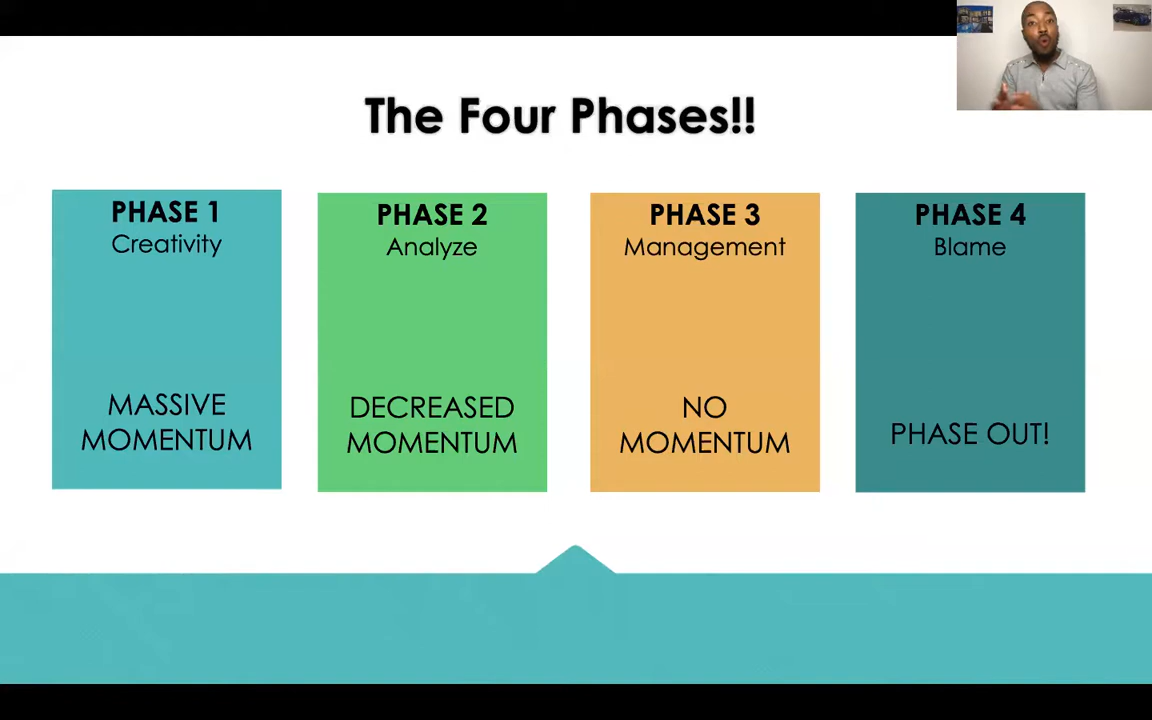 The Four Phases!!
PHASE 1
Creativity
MASSIVE
MOMENTUM
PHASE 2
Analyze
DECREASED
MOMENTUM
PHASE 3
Management
NO
MOMENTUM
PHASE 4
Blame
PHASE OUT!